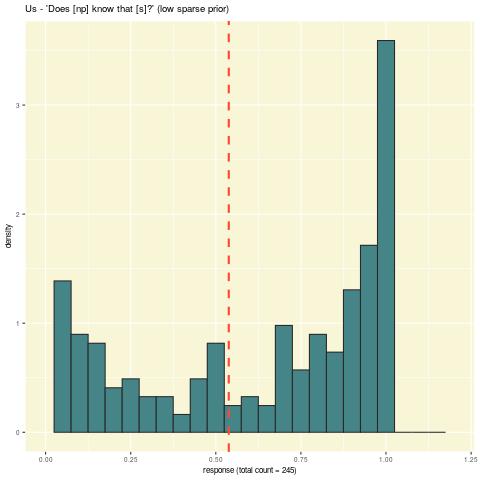 Us - 'Does [np] know that [s]?' (low sparse prior)
density
3
2
1
0
0.00 0.25 0.50 0.75 1.00 1.25
response (total count = 245)